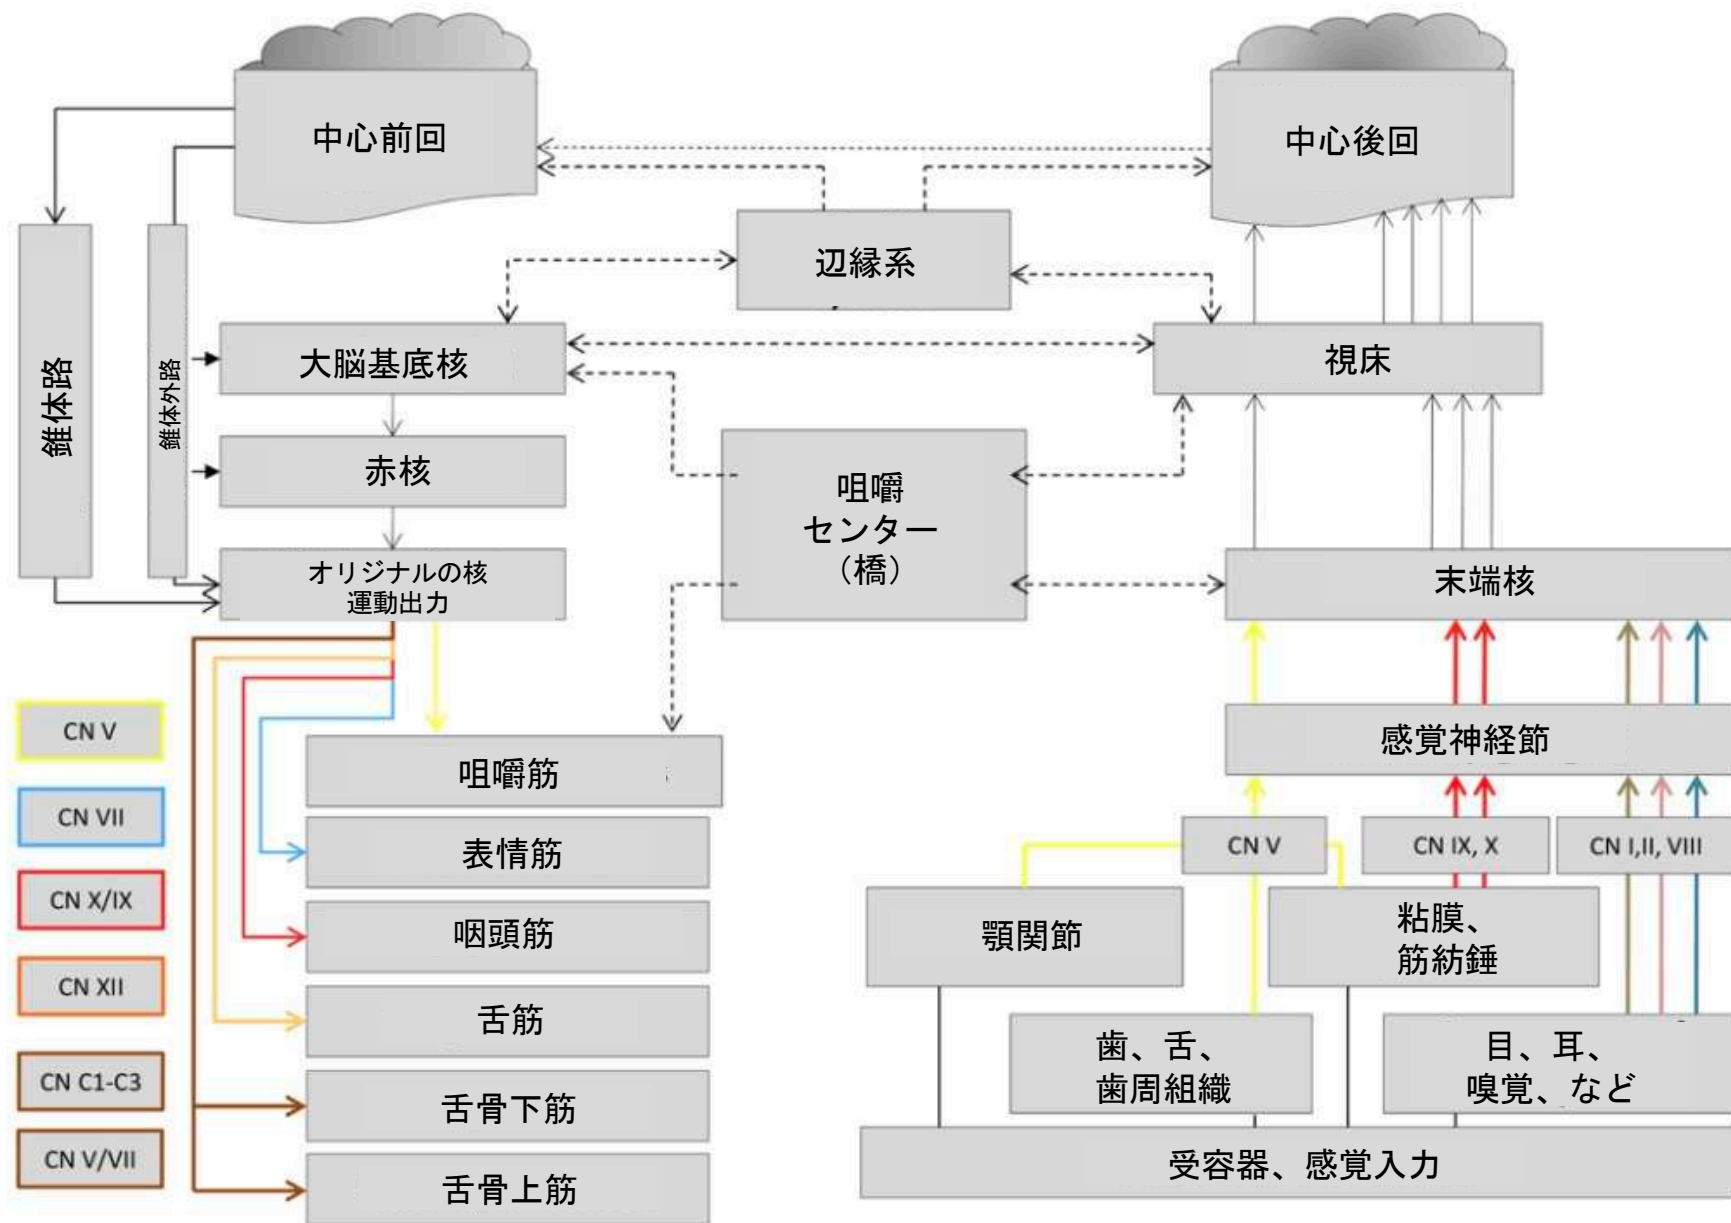 中心前回
中心後回
辺縁系
錐体路
錐体外路
大脳基底核
視床
赤核
咀嚼
センター
（橋）
オリジナルの核
運動出力
末端核
CN V
CN VII
CN X/IX
CN XII
CN C1-C3
CN V/VII
咀嚼筋
表情筋
咽頭筋
舌筋
舌骨下筋
舌骨上筋
感覚神経節
CN V
CN IX, X
CN I,II, VIII
顎関節
粘膜、
筋紡錘
歯、舌、
歯周組織
目、耳、
嗅覚、など
受容器、感覚入力